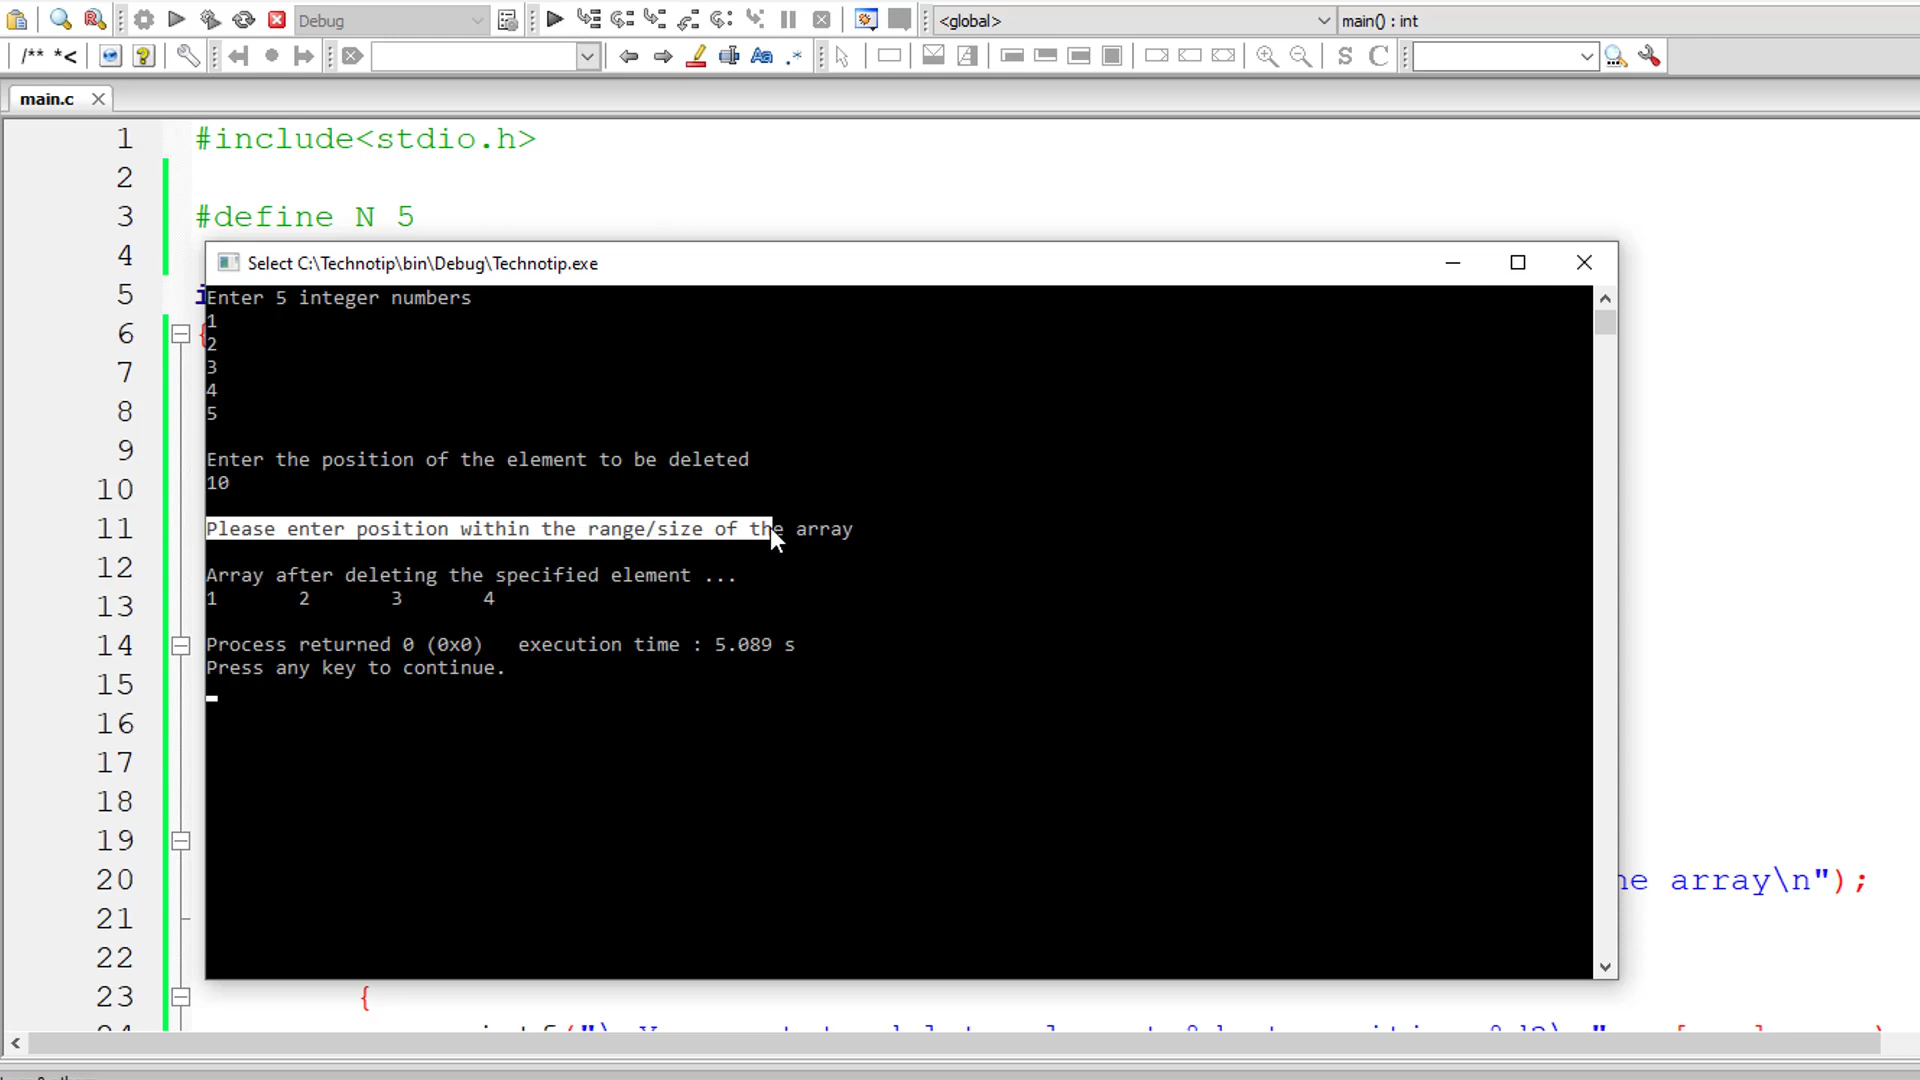 Debug
<global>
main() : int
/** *<
Aa .*
S C
main.c
1 #include<stdio.h>
2
3 #define N 5
4
5 i
6 {
7
8
9
10
11
12
13
14
15
16
17
18
19
20 he array\n");
21
22
23 {
Select C:\Technotip\bin\Debug\Technotip.exe
Enter 5 integer numbers
1
2
3
4
5
Enter the position of the element to be deleted
10
Please enter position within the range/size of the array
Array after deleting the specified element ...
1 2 3 4
Process returned 0 (0x0) execution time : 5.089 s
Press any key to continue.